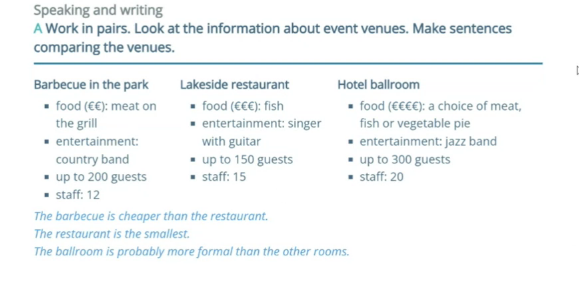 Speaking and writing
A Work in pairs. Look at the information about event venues. Make sentences
comparing the venues.
Barbecue in the park
▪ food (€€): meat on
the grill
▪ entertainment:
country band
▪ up to 200 guests
▪ staff: 12
Lakeside restaurant
▪ food (€€€): fish
▪ entertainment: singer
with guitar
▪ up to 150 guests
▪ staff: 15
Hotel ballroom
▪ food (€€€€): a choice of meat,
fish or vegetable pie
▪ entertainment: jazz band
▪ up to 300 guests
▪ staff: 20
The barbecue is cheaper than the restaurant.
The restaurant is the smallest.
The ballroom is probably more formal than the other rooms.